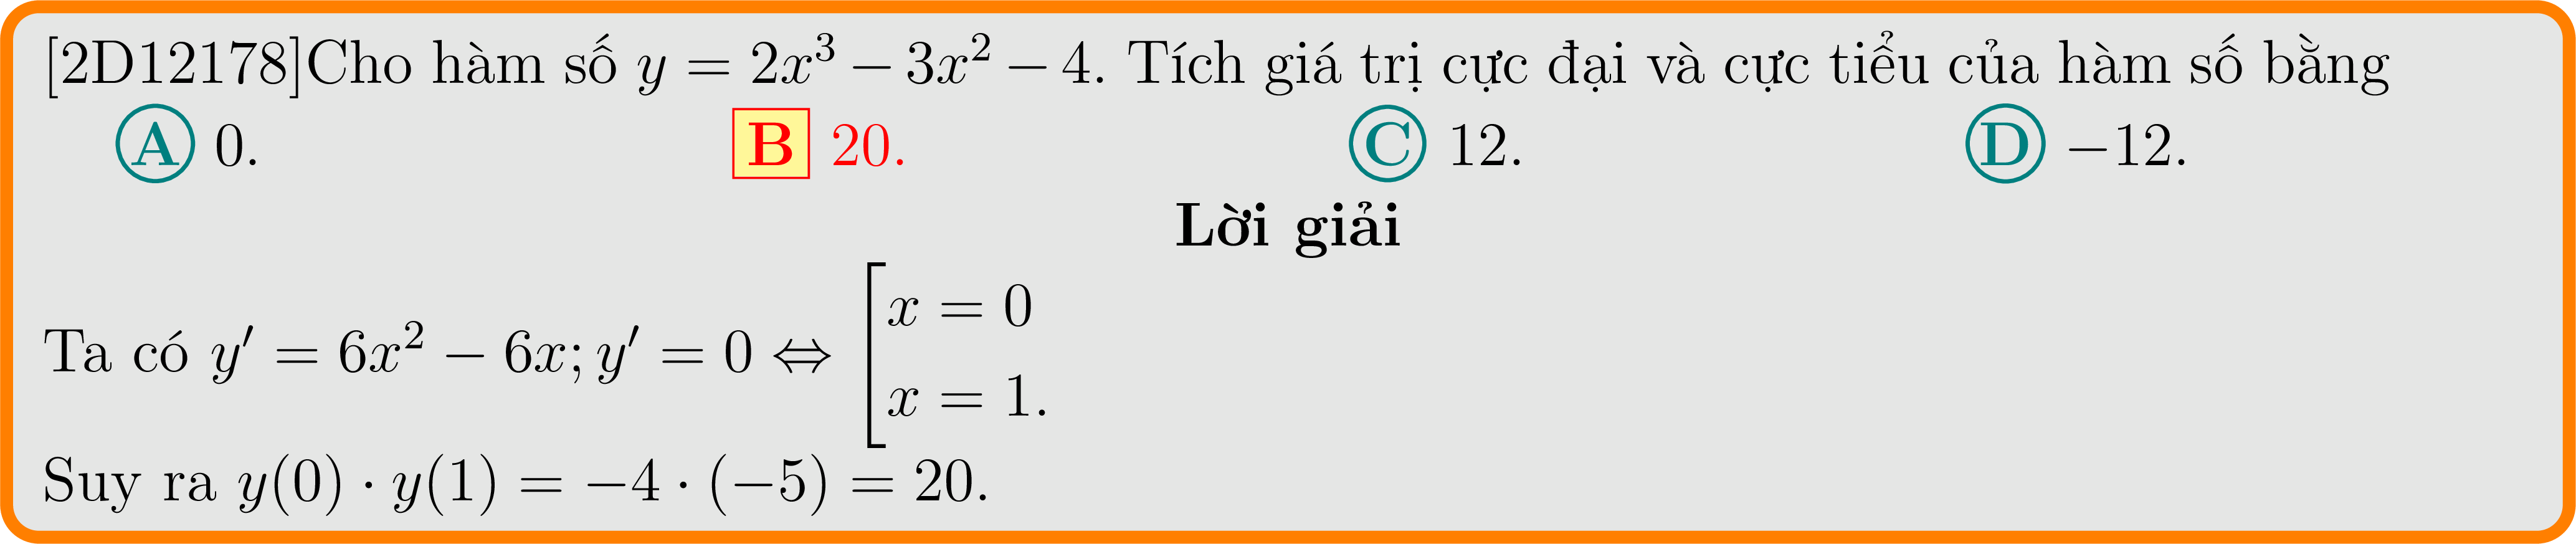 [2D12178]Cho hàm số $y = 2x^3 - 3x^2 - 4$. Tích giá trị cực đại và cực tiểu của hàm số bằng
A 0. B 20. C 12. D −12.
Lời giải
Ta có $y' = 6x^2 - 6x; y' = 0 \Leftrightarrow \left[\begin{array}{l} x = 0 \\ x = 1. \end{array}\right.$
Suy ra $y(0) \cdot y(1) = -4 \cdot (-5) = 20.$